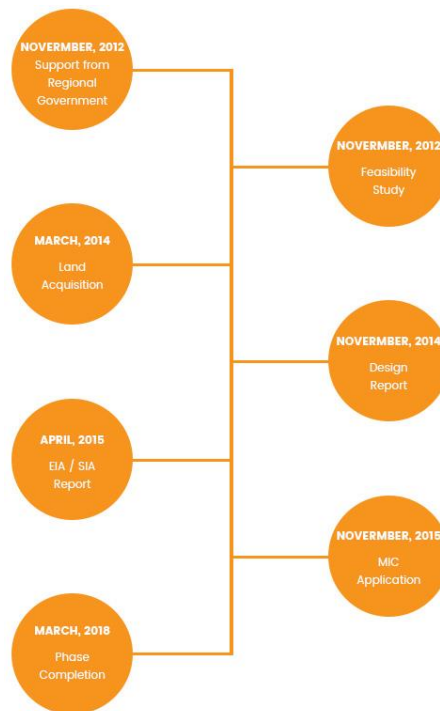 NOVERMBER, 2012
Support from
Regional
Government
NOVERMBER, 2012
Feasibility
Study
MARCH, 2014
Land
Acquisition
NOVERMBER, 2014
Design
Report
APRIL, 2015
EIA / SIA
Report
NOVERMBER, 2015
MIC
Application
MARCH, 2018
Phase
Completion